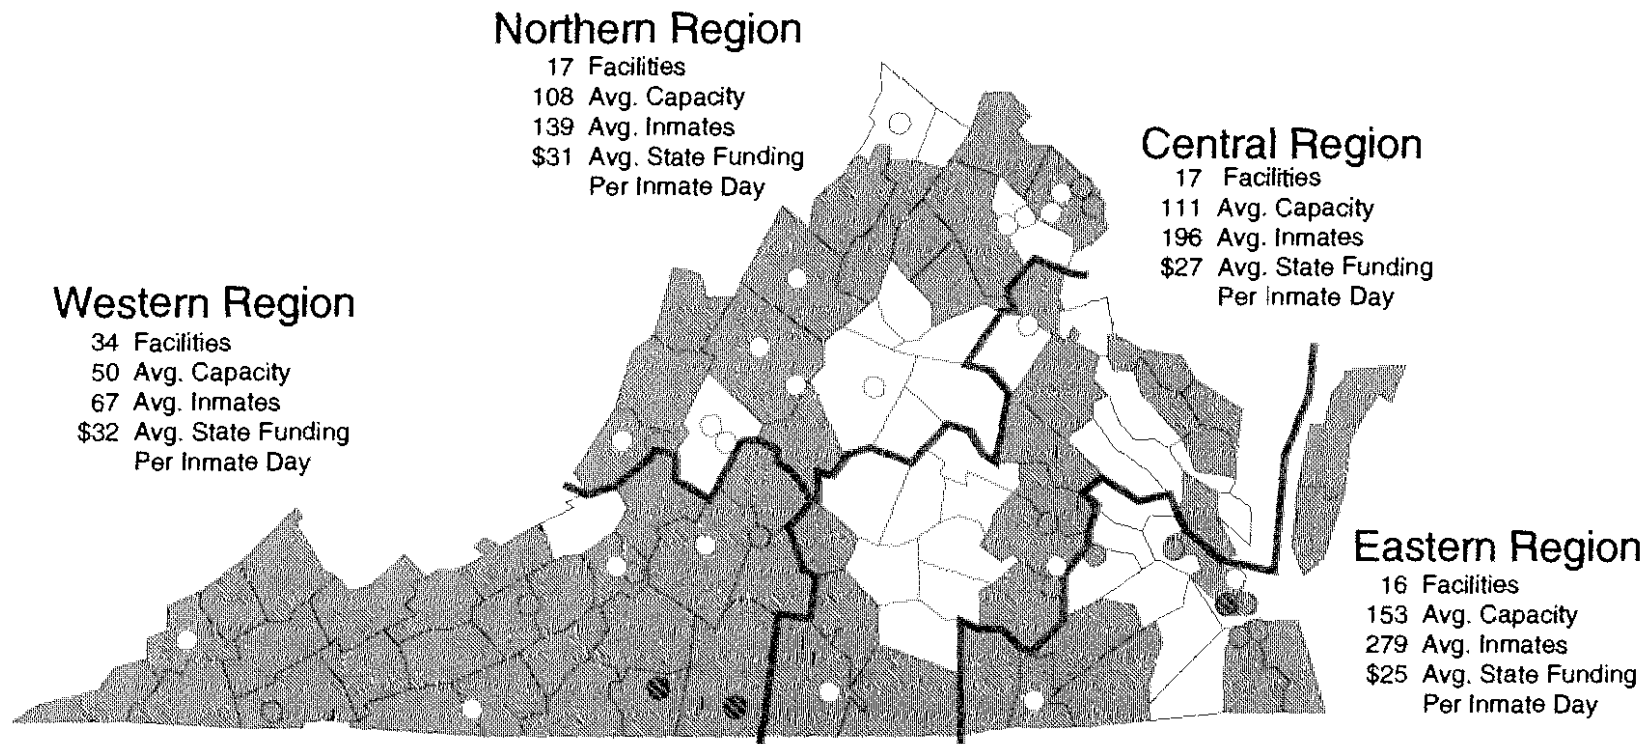 Northern Region
17 Facilities
108 Avg. Capacity
139 Avg. Inmates
$31 Avg. State Funding
Per Inmate Day
Central Region
17 Facilities
111 Avg. Capacity
196 Avg. Inmates
$27 Avg. State Funding
Per Inmate Day
Western Region
34 Facilities
50 Avg. Capacity
67 Avg. Inmates
$32 Avg. State Funding
Per Inmate Day
Eastern Region
16 Facilities
153 Avg. Capacity
279 Avg. Inmates
$25 Avg. State Funding
Per Inmate Day